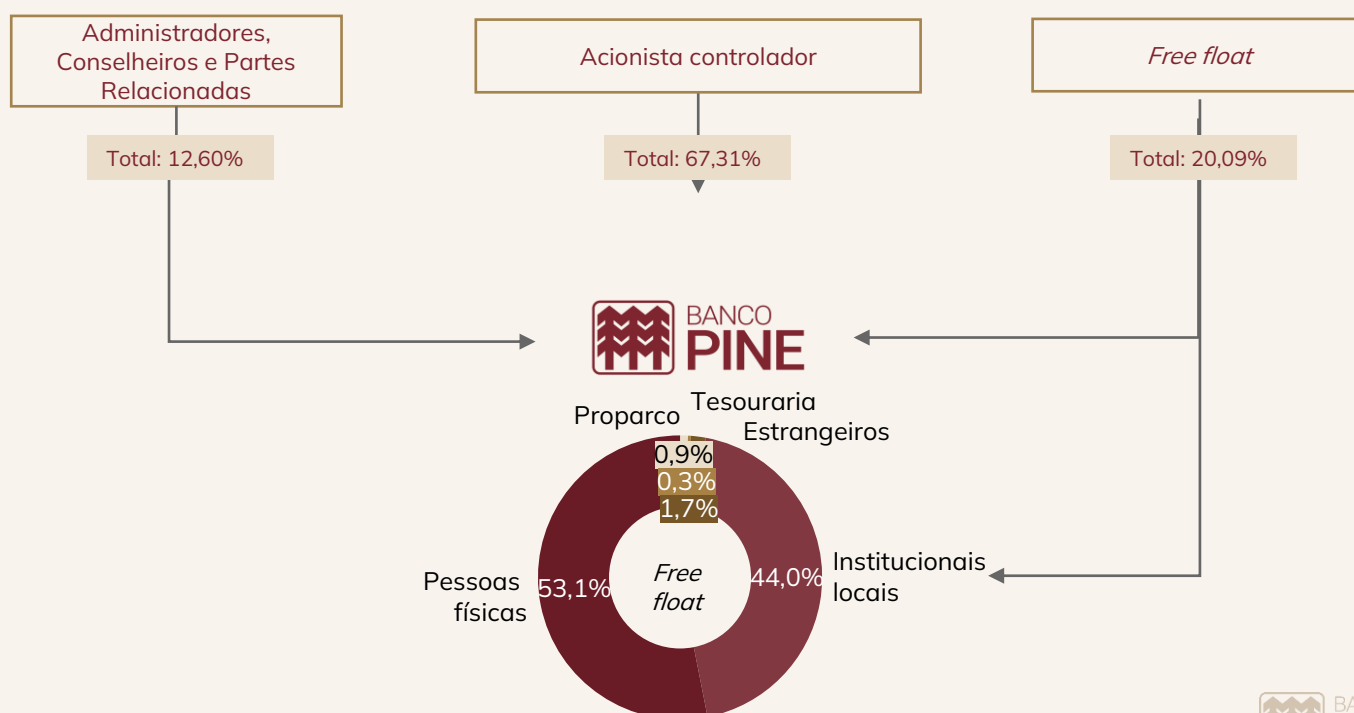 Administradores,
Conselheiros e Partes
Relacionadas
Acionista controlador
Free float
Total: 12,60%
Total: 67,31%
Total: 20,09%
BANCO
PINE
Proparco
Tesouraria
Estrangeiros
0,9%
0,3%
1,7%
Pessoas
físicas
53,1%
Free
float
44,0%
Institucionais
locais